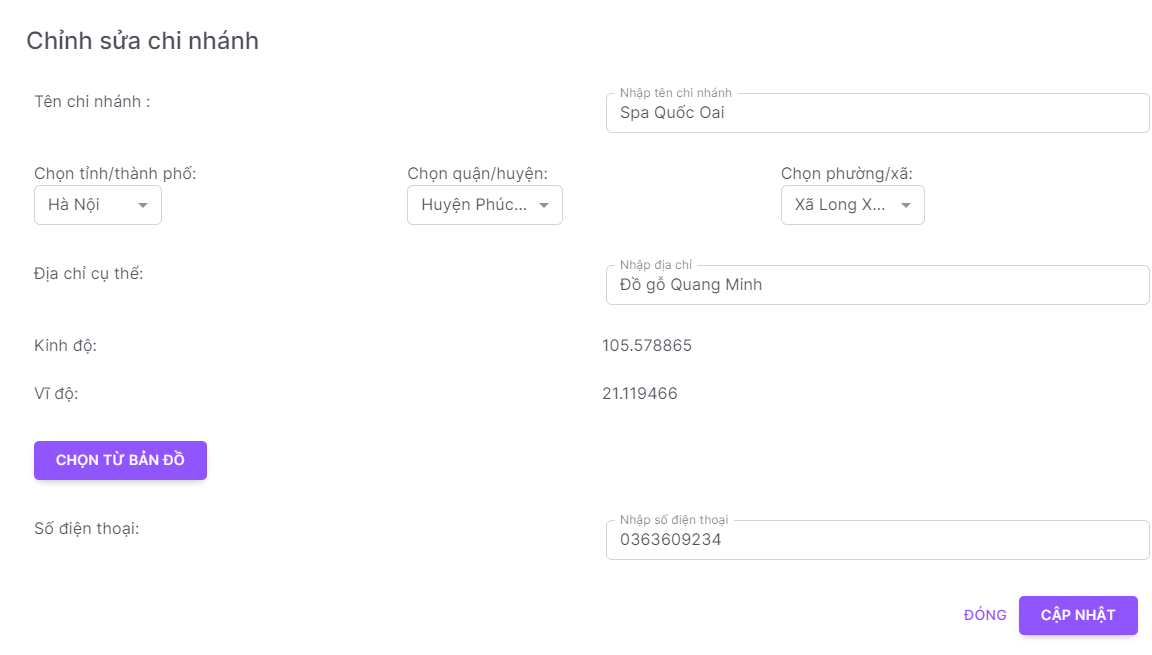 Chỉnh sửa chi nhánh
Tên chi nhánh :
Nhập tên chi nhánh
Spa Quốc Oai
Chọn tỉnh/thành phố:
Chọn quận/huyện:
Chọn phường/xã:
Hà Nội
Huyện Phúc...
Xã Long X...
Địa chỉ cụ thể:
Nhập địa chỉ
Đồ gỗ Quang Minh
Kinh độ:
105.578865
Vĩ độ:
21.119466
CHỌN TỪ BẢN ĐỒ
Số điện thoại:
Nhập số điện thoại
0363609234
ĐÓNG
CẬP NHẬT